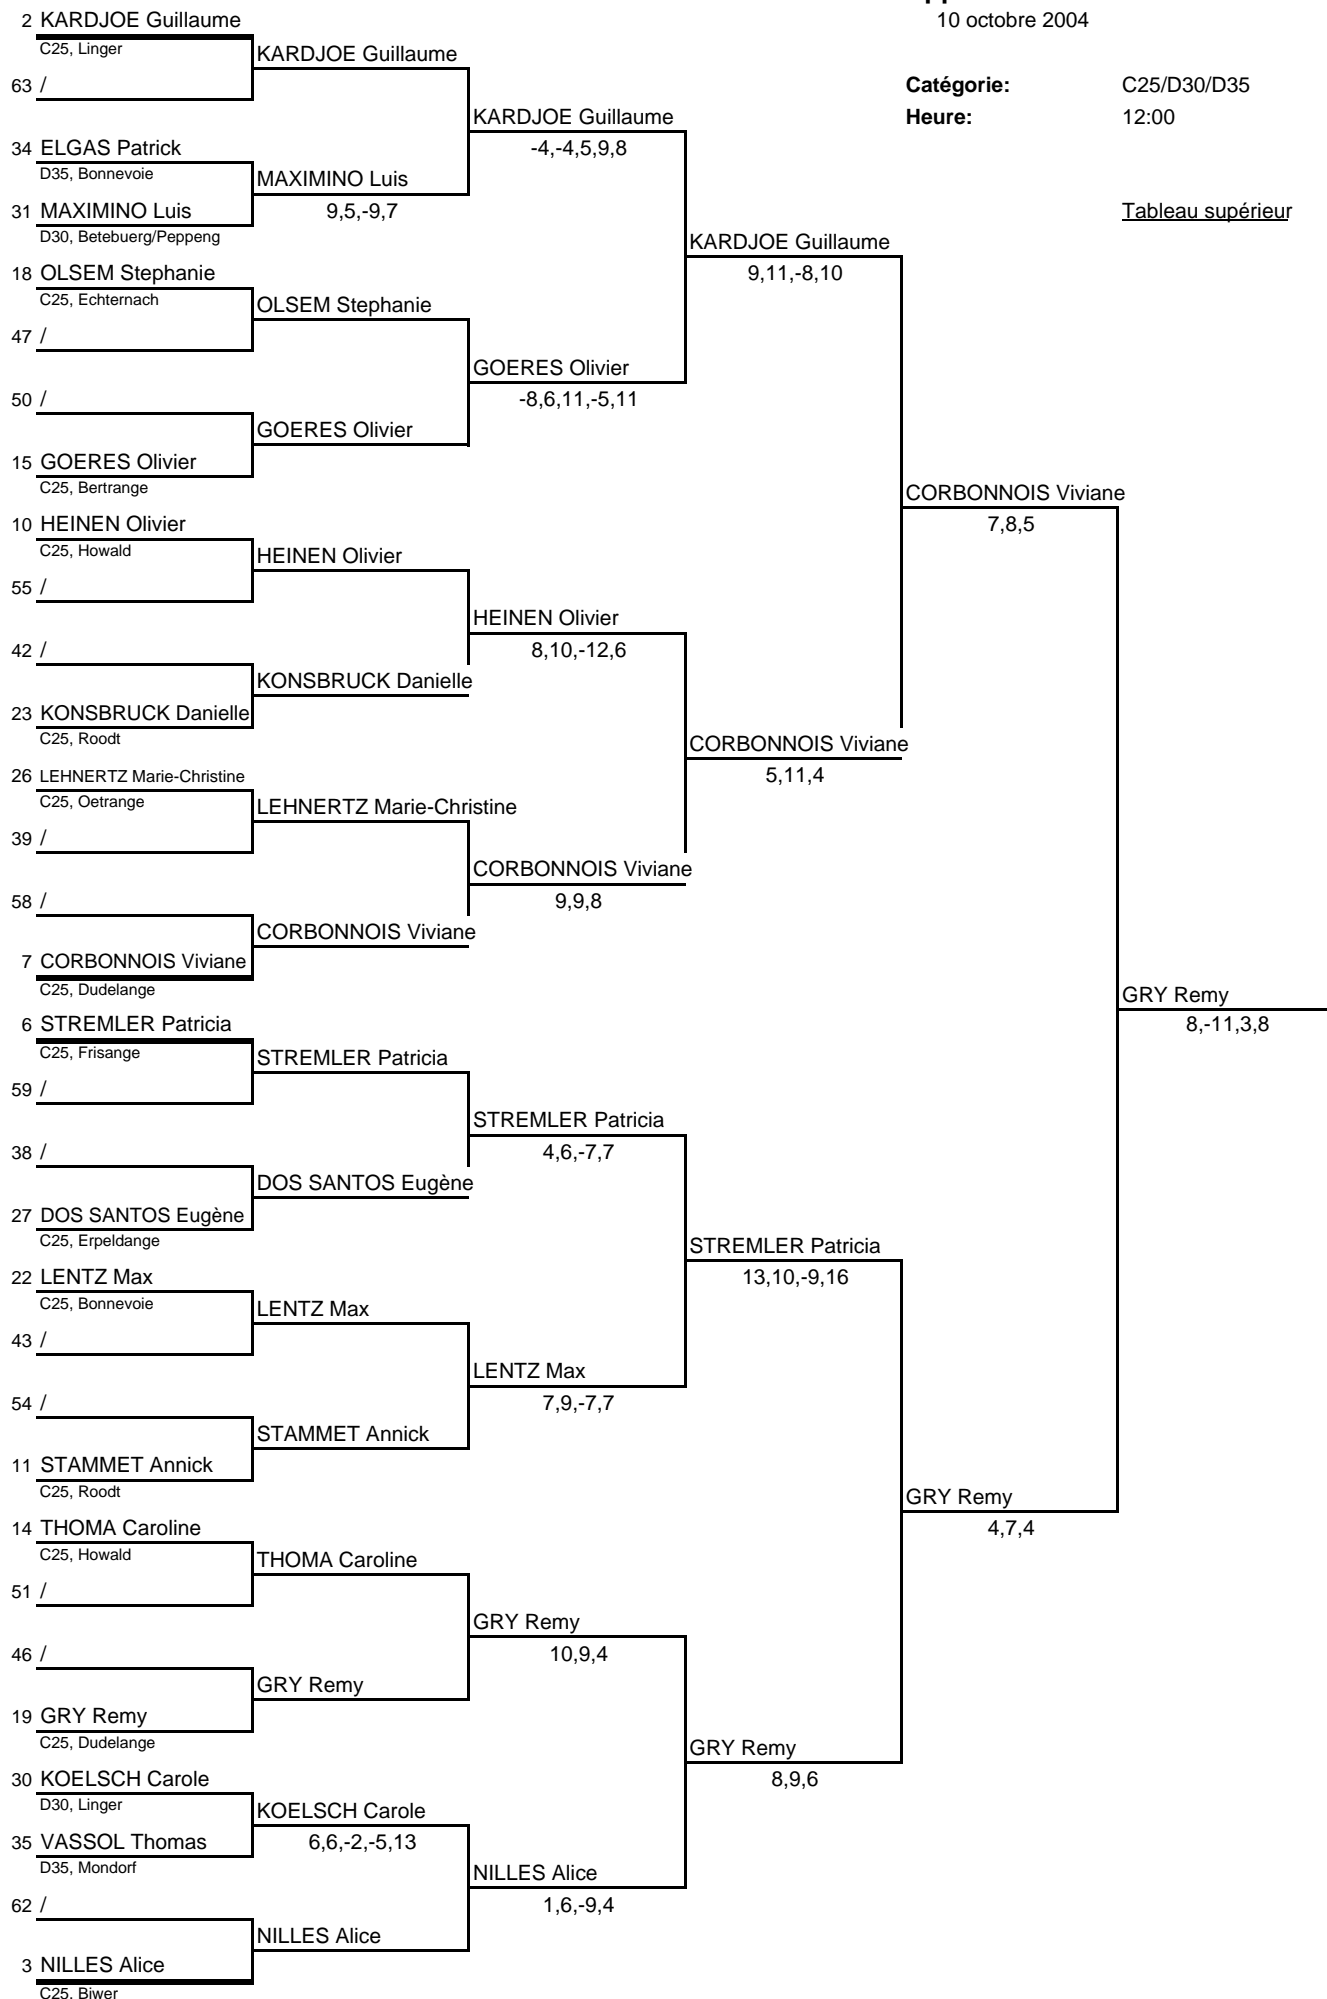 2 KARDJOE Guillaume
10 octobre 2004
C25, Linger
KARDJOE Guillaume
63 /
Catégorie: C25/D30/D35
KARDJOE Guillaume
Heure: 12:00
-4,-4,5,9,8
34 ELGAS Patrick
D35, Bonnevoie
MAXIMINO Luis
31 MAXIMINO Luis
9,5,-9,7
Tableau supérieur
D30, Betebuerg/Peppeng
KARDJOE Guillaume
18 OLSEM Stephanie
9,11,-8,10
C25, Echternach
OLSEM Stephanie
47 /
GOERES Olivier
50 /
-8,6,11,-5,11
GOERES Olivier
15 GOERES Olivier
C25, Bertrange
CORBONNOIS Viviane
10 HEINEN Olivier
7,8,5
C25, Howald
HEINEN Olivier
55 /
HEINEN Olivier
42 /
8,10,-12,6
KONSBRUCK Danielle
23 KONSBRUCK Danielle
C25, Roodt
CORBONNOIS Viviane
26 LEHNERTZ Marie-Christine
5,11,4
C25, Oetrange
LEHNERTZ Marie-Christine
39 /
CORBONNOIS Viviane
58 /
9,9,8
CORBONNOIS Viviane
7 CORBONNOIS Viviane
C25, Dudelange
GRY Remy
6 STREMLER Patricia
8,-11,3,8
C25, Frisange
STREMLER Patricia
59 /
STREMLER Patricia
38 /
4,6,-7,7
DOS SANTOS Eugène
27 DOS SANTOS Eugène
C25, Erpeldange
STREMLER Patricia
22 LENTZ Max
13,10,-9,16
C25, Bonnevoie
LENTZ Max
43 /
LENTZ Max
54 /
7,9,-7,7
STAMMET Annick
11 STAMMET Annick
C25, Roodt
GRY Remy
14 THOMA Caroline
4,7,4
C25, Howald
THOMA Caroline
51 /
GRY Remy
46 /
10,9,4
GRY Remy
19 GRY Remy
C25, Dudelange
GRY Remy
30 KOELSCH Carole
8,9,6
D30, Linger
KOELSCH Carole
35 VASSOL Thomas
6,6,-2,-5,13
D35, Mondorf
NILLES Alice
62 /
1,6,-9,4
NILLES Alice
3 NILLES Alice
C25, Biwer